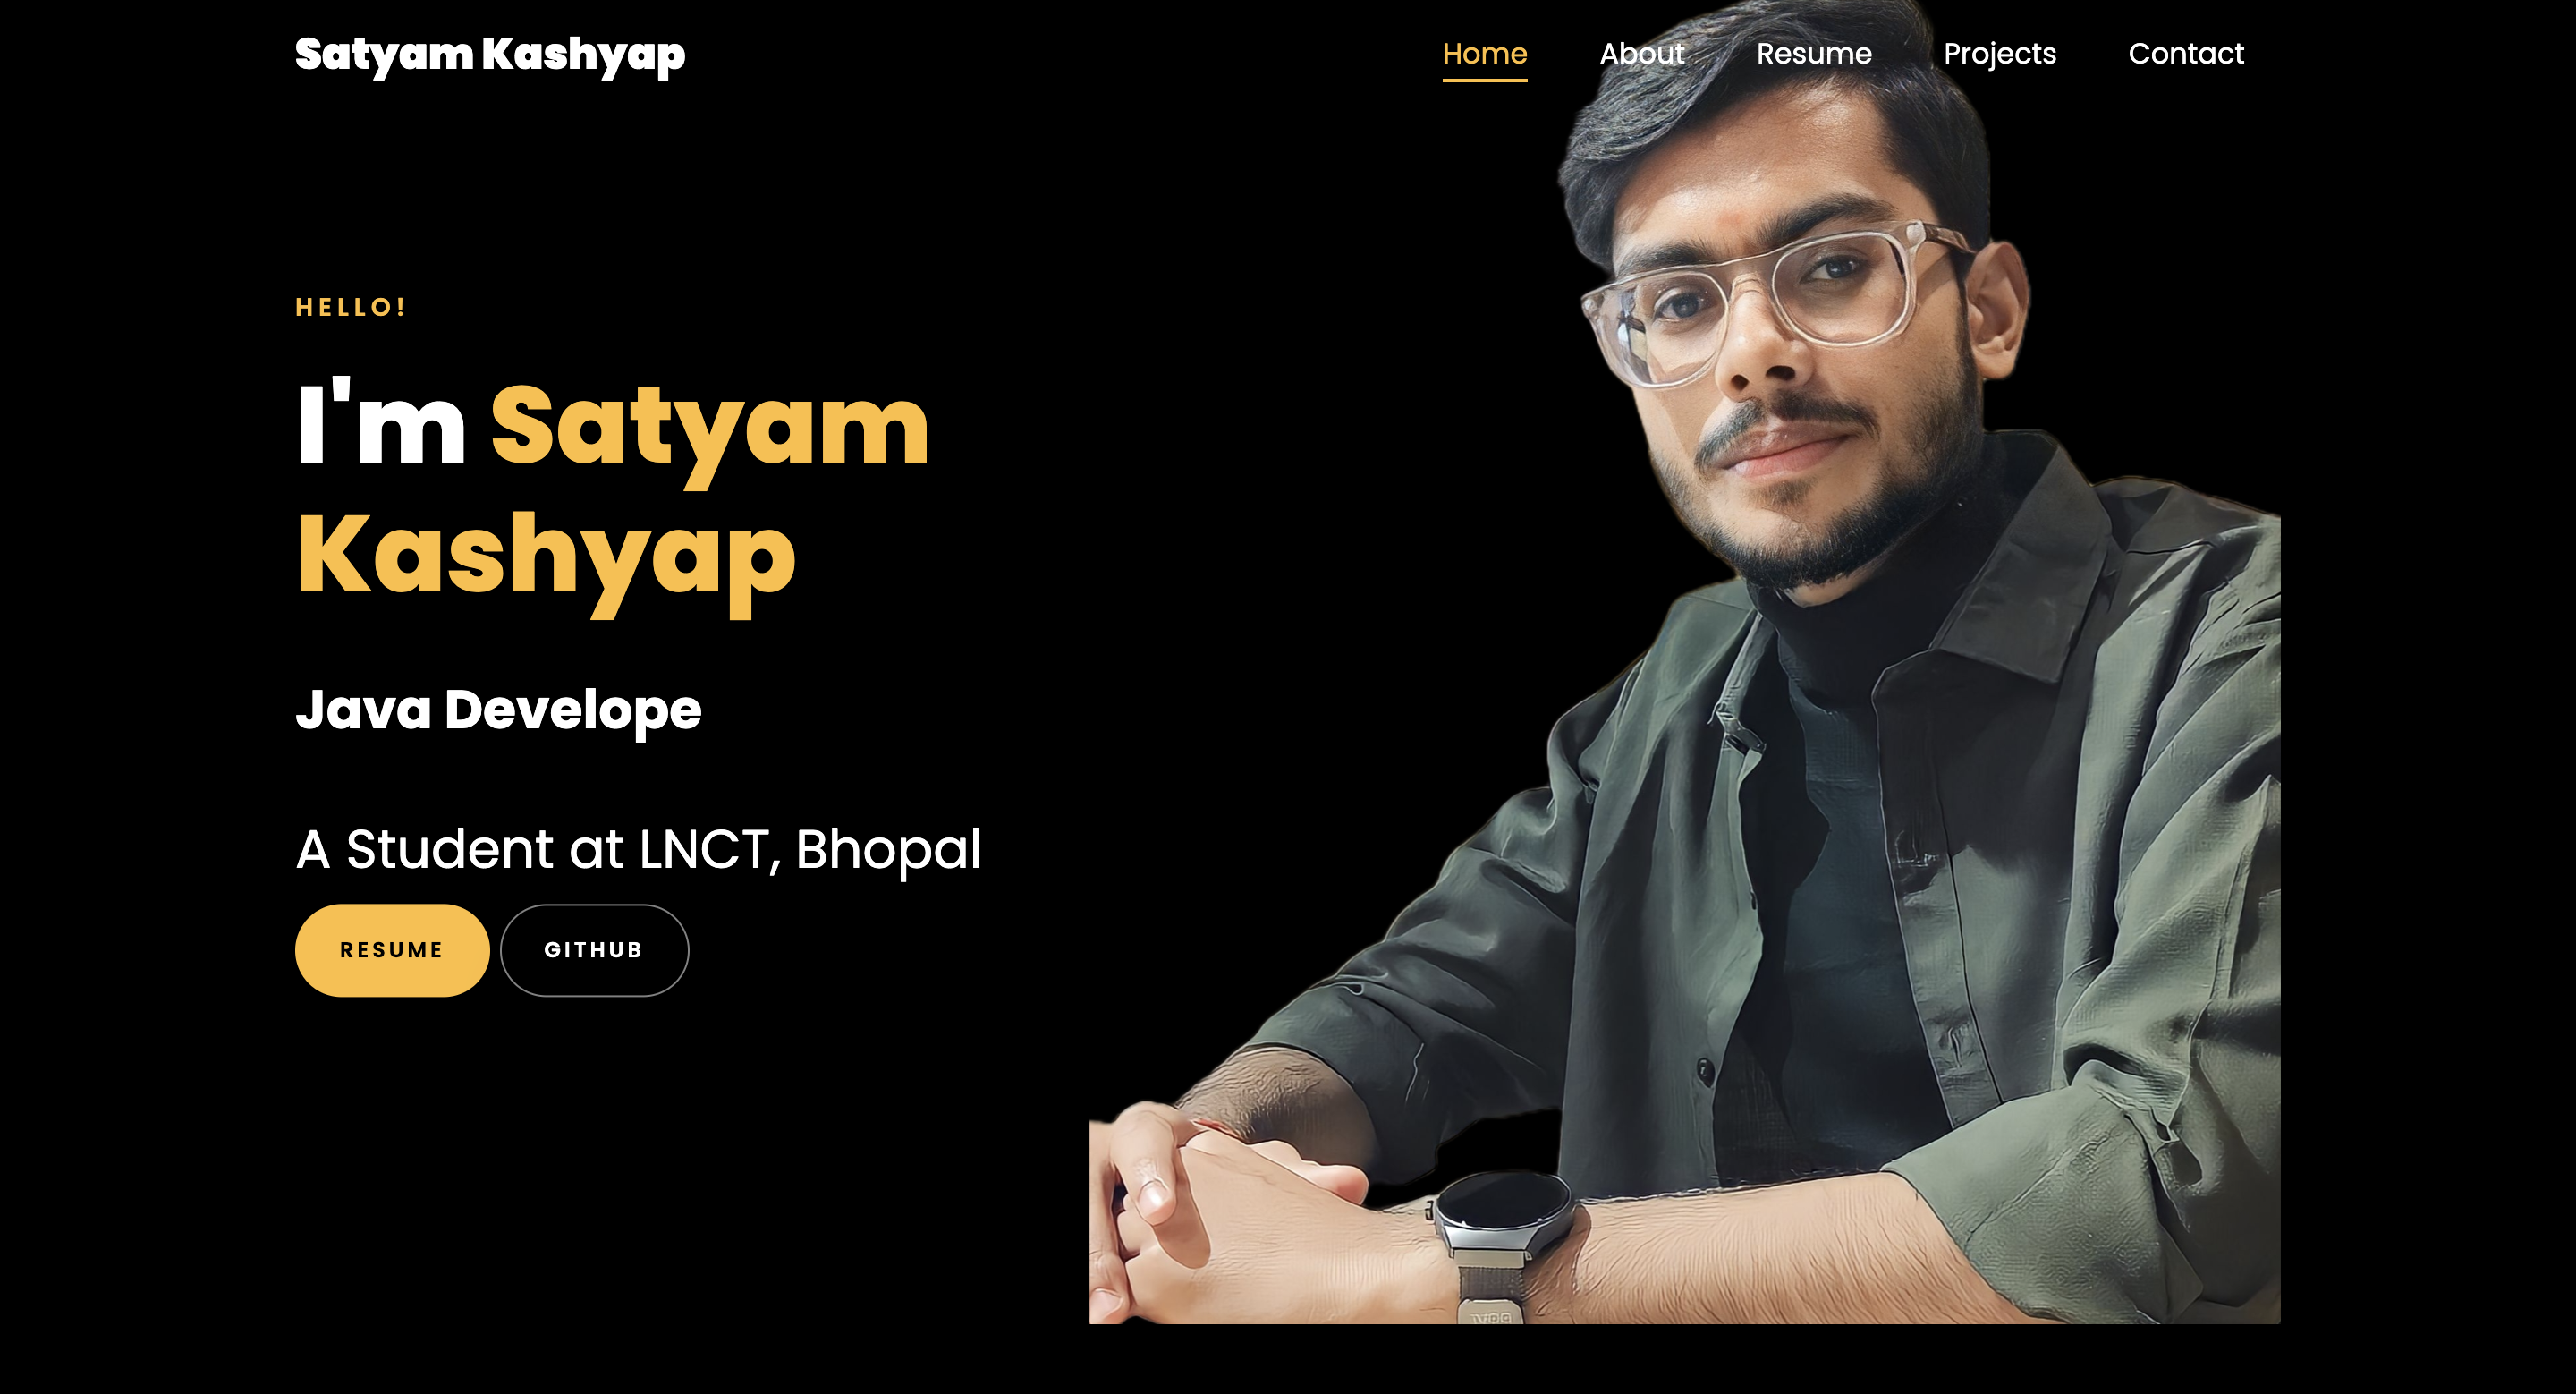 Satyam Kashyap
Home About Resume Projects Contact
HELLO!
I'm Satyam
Kashyap
Java Develope
A Student at LNCT, Bhopal
RESUME GITHUB